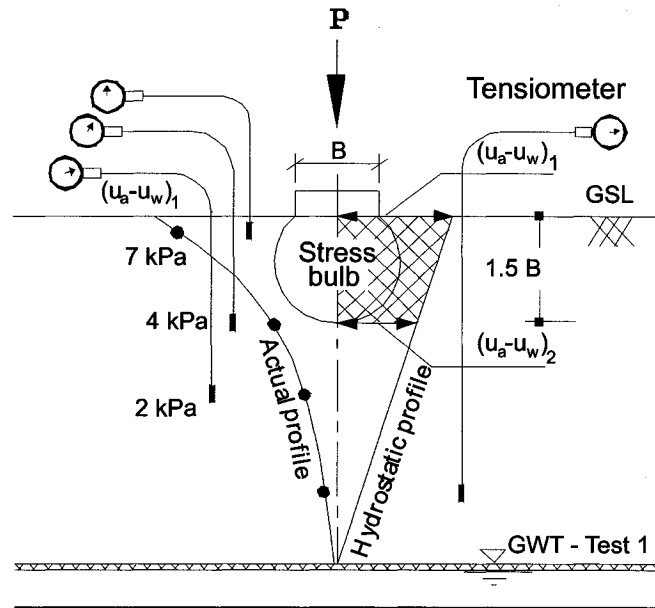 P
Tensiometer
B
(ua-uw)1
(ua-uw)1
GSL
7 kPa
Stress
bulb
1.5 B
4 kPa
(ua-uw)2
2 kPa
Actual profile
Hydrostatic profile
GWT - Test 1